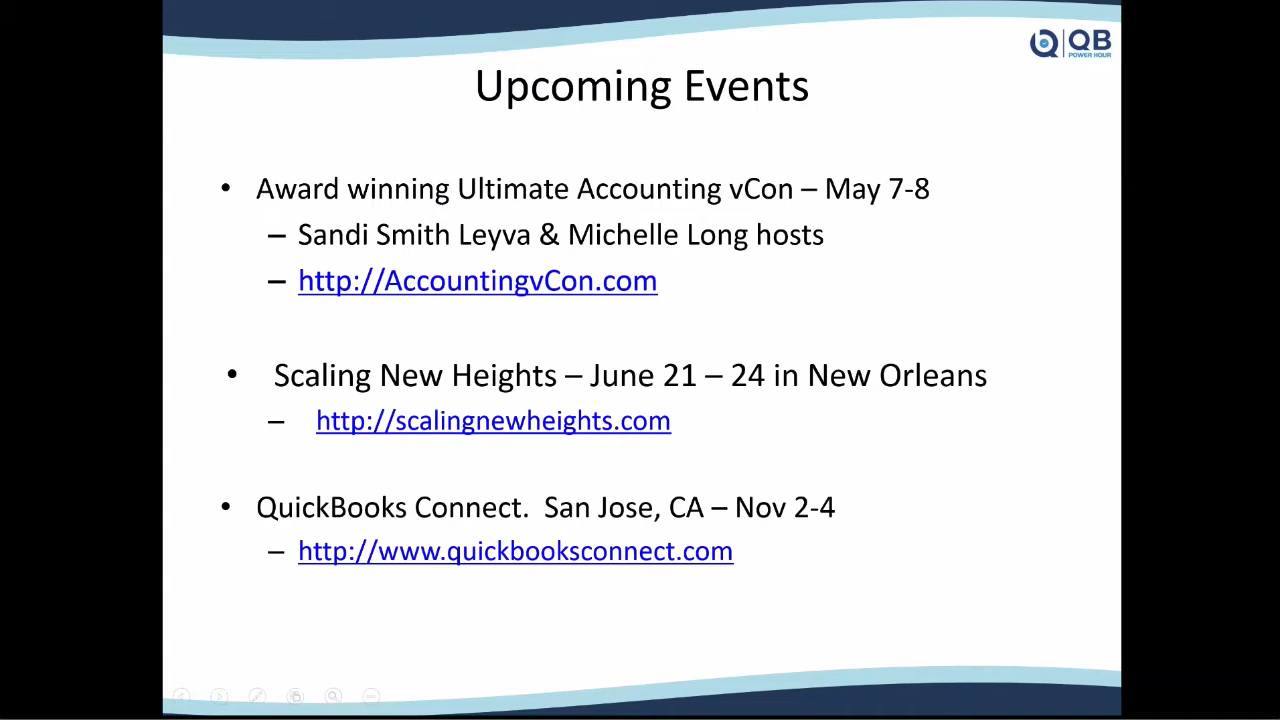 QB
POWER HOUR
Upcoming Events
• Award winning Ultimate Accounting vCon – May 7-8
– Sandi Smith Leyva & Michelle Long hosts
– http://AccountingvCon.com
• Scaling New Heights – June 21 – 24 in New Orleans
– http://scalingnewheights.com
• QuickBooks Connect.  San Jose, CA – Nov 2-4
– http://www.quickbooksconnect.com